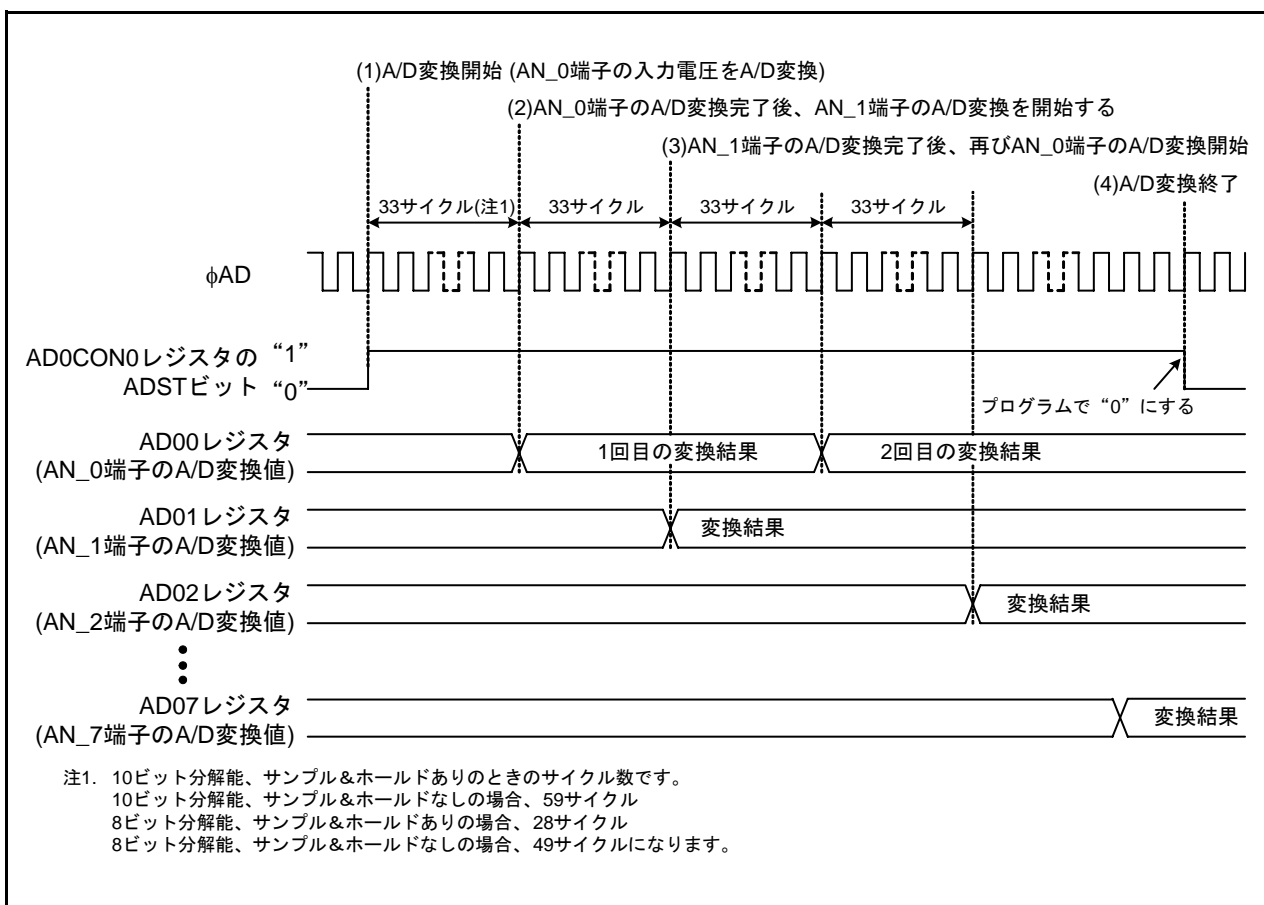 (1)A/D変換開始 (AN_0端子の入力電圧をA/D変換)
(2)AN_0端子のA/D変換完了後、AN_1端子のA/D変換を開始する
(3)AN_1端子のA/D変換完了後、再びAN_0端子のA/D変換開始
(4)A/D変換終了
33サイクル(注1) 33サイクル 33サイクル 33サイクル
φAD
AD0CON0レジスタの “1”
ADSTビット “0”
プログラムで “0” にする
AD00レジスタ
(AN_0端子のA/D変換値)
1回目の変換結果 2回目の変換結果
AD01レジスタ
(AN_1端子のA/D変換値)
変換結果
AD02レジスタ
(AN_2端子のA/D変換値)
変換結果
AD07レジスタ
(AN_7端子のA/D変換値)
変換結果
注1. 10ビット分解能、サンプル&ホールドありのときのサイクル数です。
10ビット分解能、サンプル&ホールドなしの場合、59サイクル
8ビット分解能、サンプル&ホールドありの場合、28サイクル
8ビット分解能、サンプル&ホールドなしの場合、49サイクルになります。